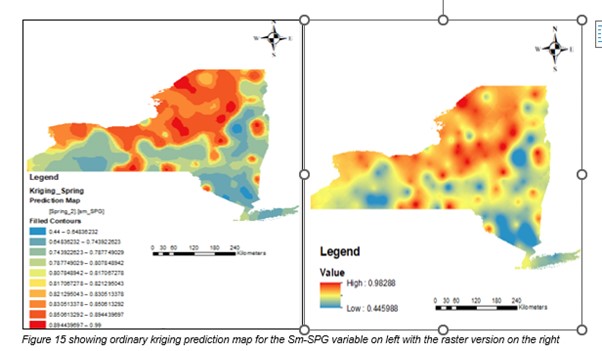 N
W E
S
Legend
Kriging_Spring
Prediction Map
[Spring_2].[sm_SPG]
Filled Contours
0.44 – 0.64836232
0.64836232 – 0.743922623
0.743922623 – 0.787749029
0.787749029 – 0.807848942
0.807848942 – 0.817067278
0.817067278 – 0.821295043
0.821295043 – 0.830513378
0.830513378 – 0.850613292
0.850613292 – 0.894439697
0.894439697 – 0.99
0 30 60 120 180 240
Kilometers
N
W E
S
Legend
Value
High : 0.98288
Low : 0.445988
0 30 60 120 180 240
Kilometers
Figure 15 showing ordinary kriging prediction map for the Sm-SPG variable on left with the raster version on the right